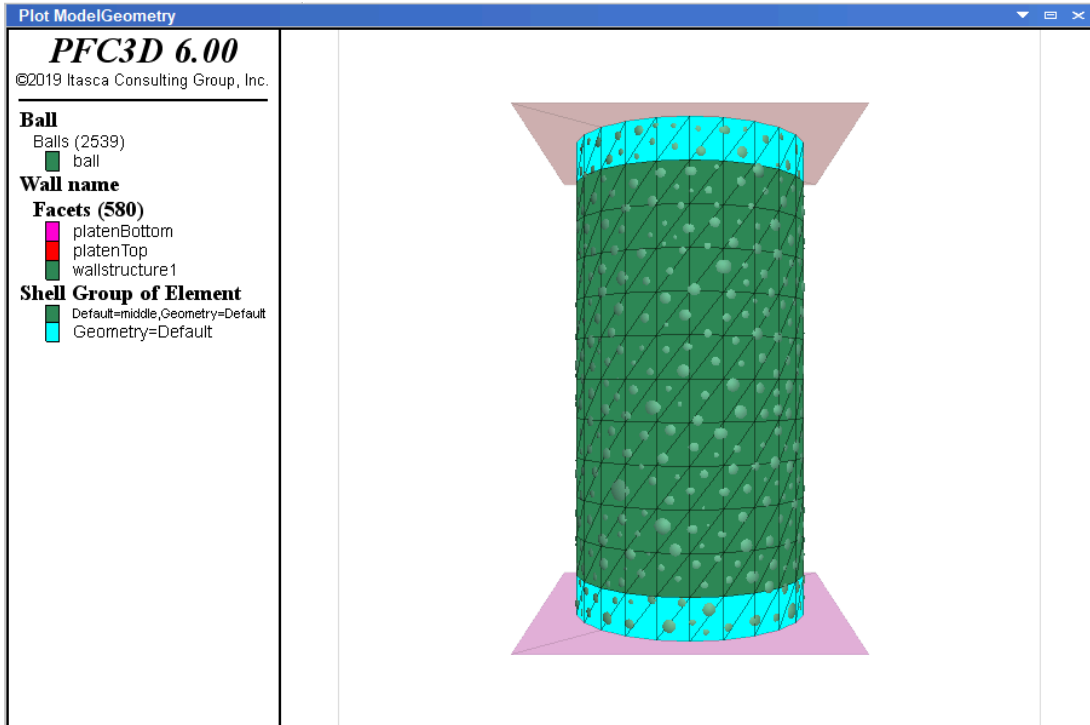 Plot ModelGeometry
PFC3D 6.00
©2019 Itasca Consulting Group, Inc.
Ball
Balls (2539)
ball
Wall name
Facets (580)
platenBottom
platenTop
wallstructure1
Shell Group of Element
Default=middle,Geometry=Default
Geometry=Default